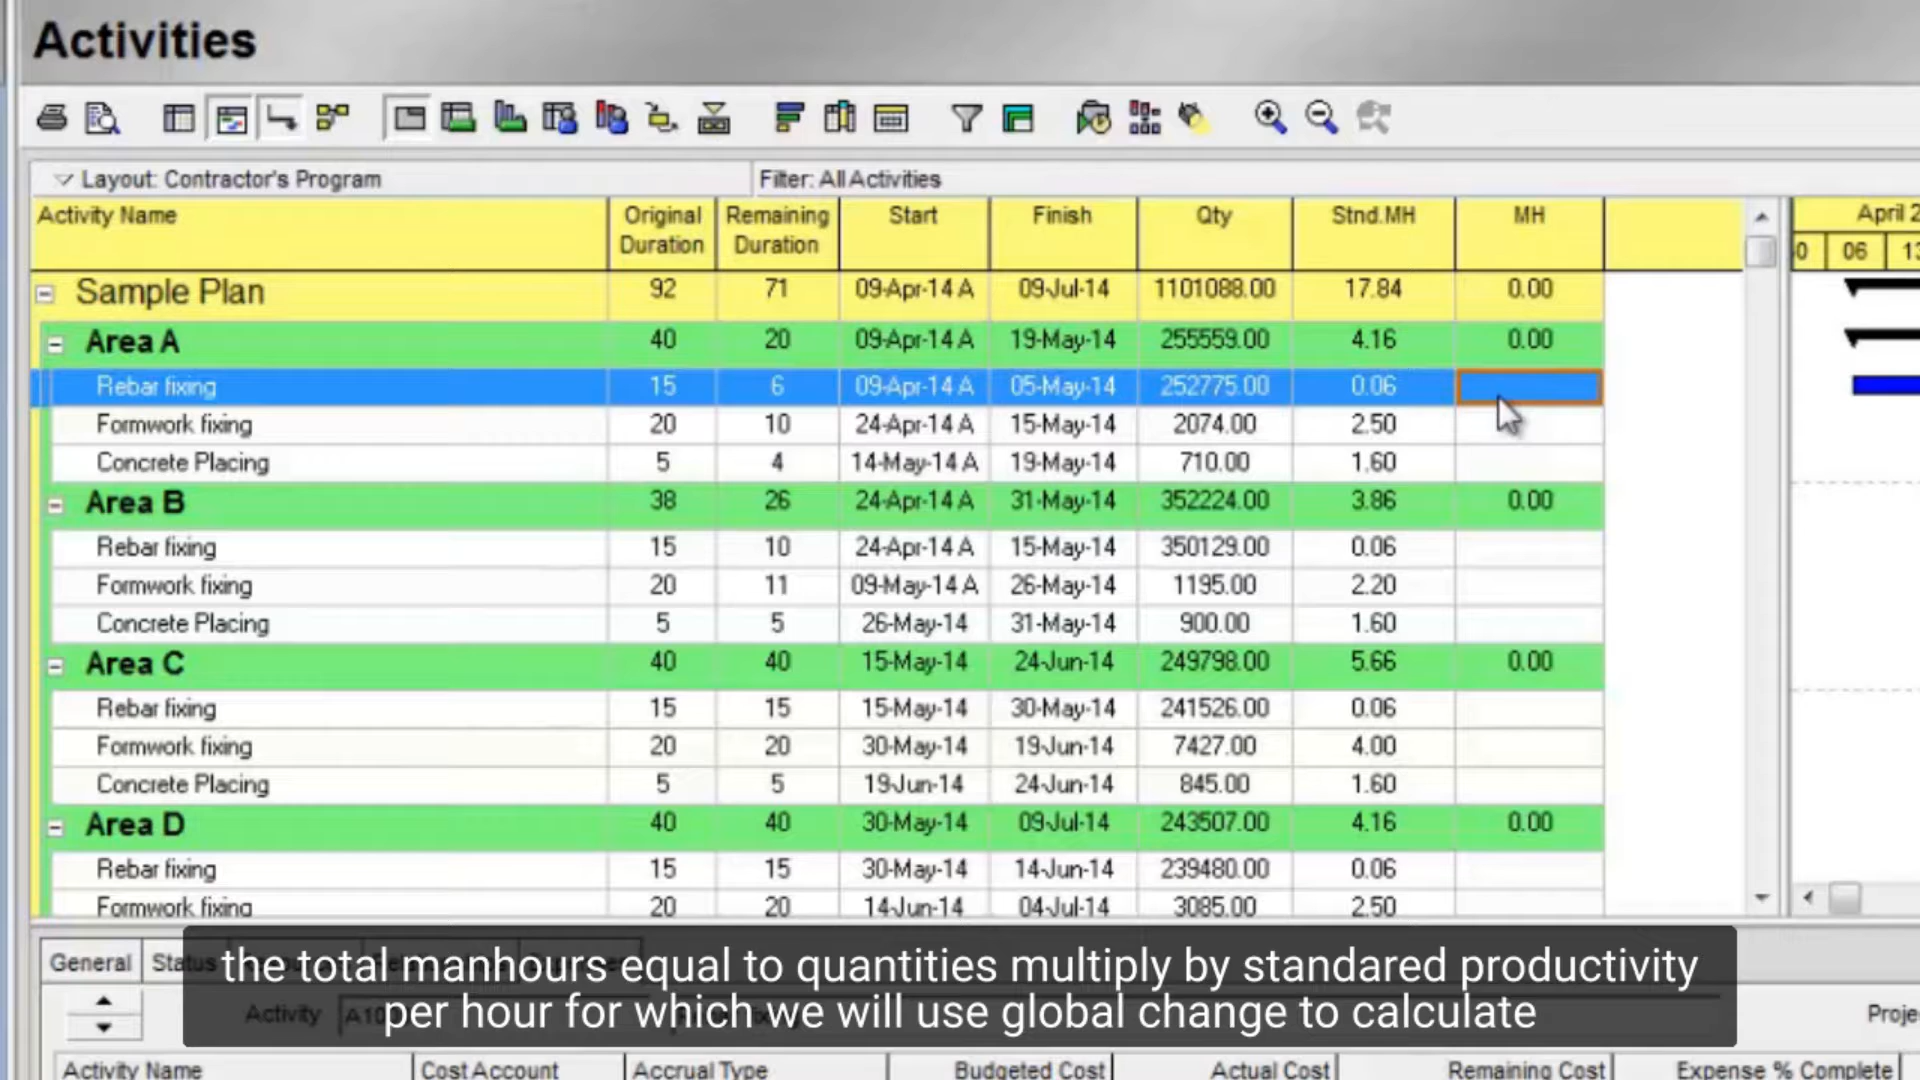 Activities
Layout: Contractor's Program Filter: All Activities
Activity Name Original Duration Remaining Duration Start Finish Qty Stnd.MH MH April 2
06 13
Sample Plan 92 71 09-Apr-14 A 09-Jul-14 1101088.00 17.84 0.00
Area A 40 20 09-Apr-14 A 19-May-14 255559.00 4.16 0.00
Rebar fixing 15 6 09-Apr-14 A 05-May-14 252775.00 0.06
Formwork fixing 20 10 24-Apr-14 A 15-May-14 2074.00 2.50
Concrete Placing 5 4 14-May-14 A 19-May-14 710.00 1.60
Area B 38 26 24-Apr-14 A 31-May-14 352224.00 3.86 0.00
Rebar fixing 15 10 24-Apr-14 A 15-May-14 350129.00 0.06
Formwork fixing 20 11 09-May-14 A 26-May-14 1195.00 2.20
Concrete Placing 5 5 26-May-14 31-May-14 900.00 1.60
Area C 40 40 15-May-14 24-Jun-14 249798.00 5.66 0.00
Rebar fixing 15 15 15-May-14 30-May-14 241526.00 0.06
Formwork fixing 20 20 30-May-14 19-Jun-14 7427.00 4.00
Concrete Placing 5 5 19-Jun-14 24-Jun-14 845.00 1.60
Area D 40 40 30-May-14 09-Jul-14 243507.00 4.16 0.00
Rebar fixing 15 15 30-May-14 14-Jun-14 239480.00 0.06
Formwork fixing 20 20 14-Jun-14 04-Jul-14 3085.00 2.50
General Status
the total manhours equal to quantities multiply by standared productivity
per hour for which we will use global change to calculate
Activity Proje
Activity Name Cost Account Accrual Type Budgeted Cost Actual Cost Remaining Cost Expense % Complete